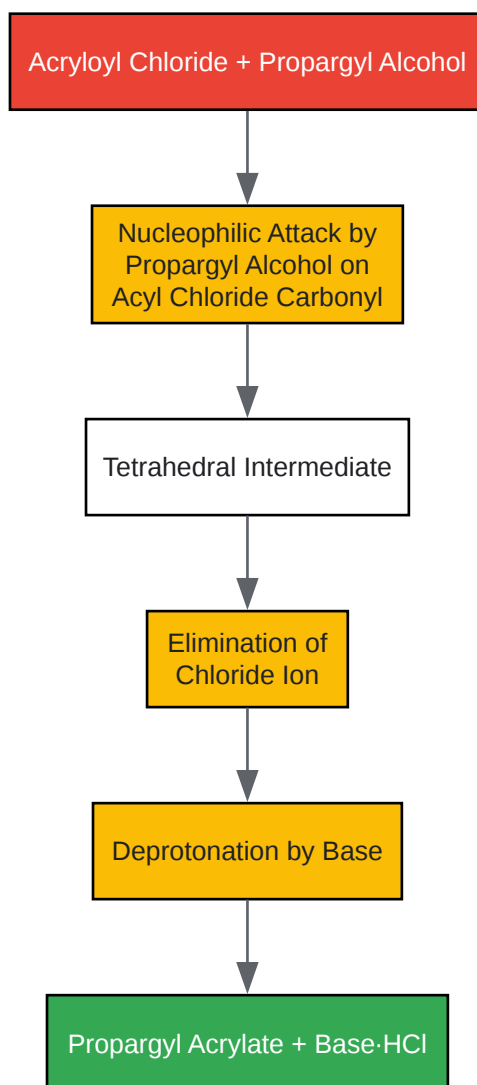 Acryloyl Chloride + Propargyl Alcohol
Nucleophilic Attack by
Propargyl Alcohol on
Acyl Chloride Carbonyl
Tetrahedral Intermediate
Elimination of
Chloride Ion
Deprotonation by Base
Propargyl Acrylate + Base·HCl